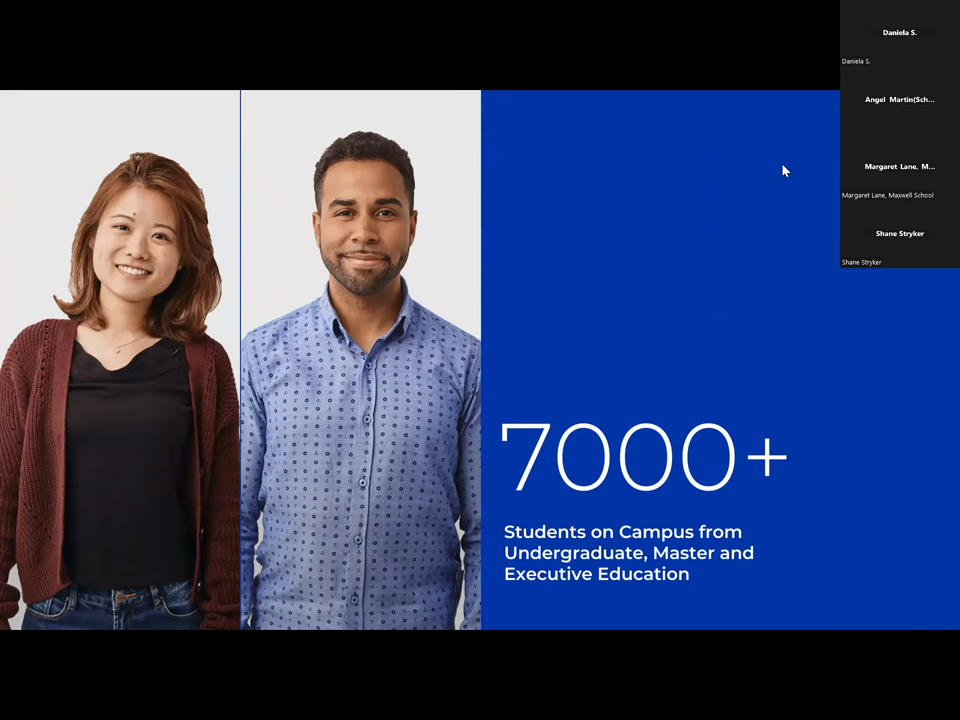 Daniela S.
Daniela S.
Angel Martin(Sch...
Margaret Lane, M...
Margaret Lane, Maxwell School
Shane Stryker
Shane Stryker
7000+
Students on Campus from
Undergraduate, Master and
Executive Education